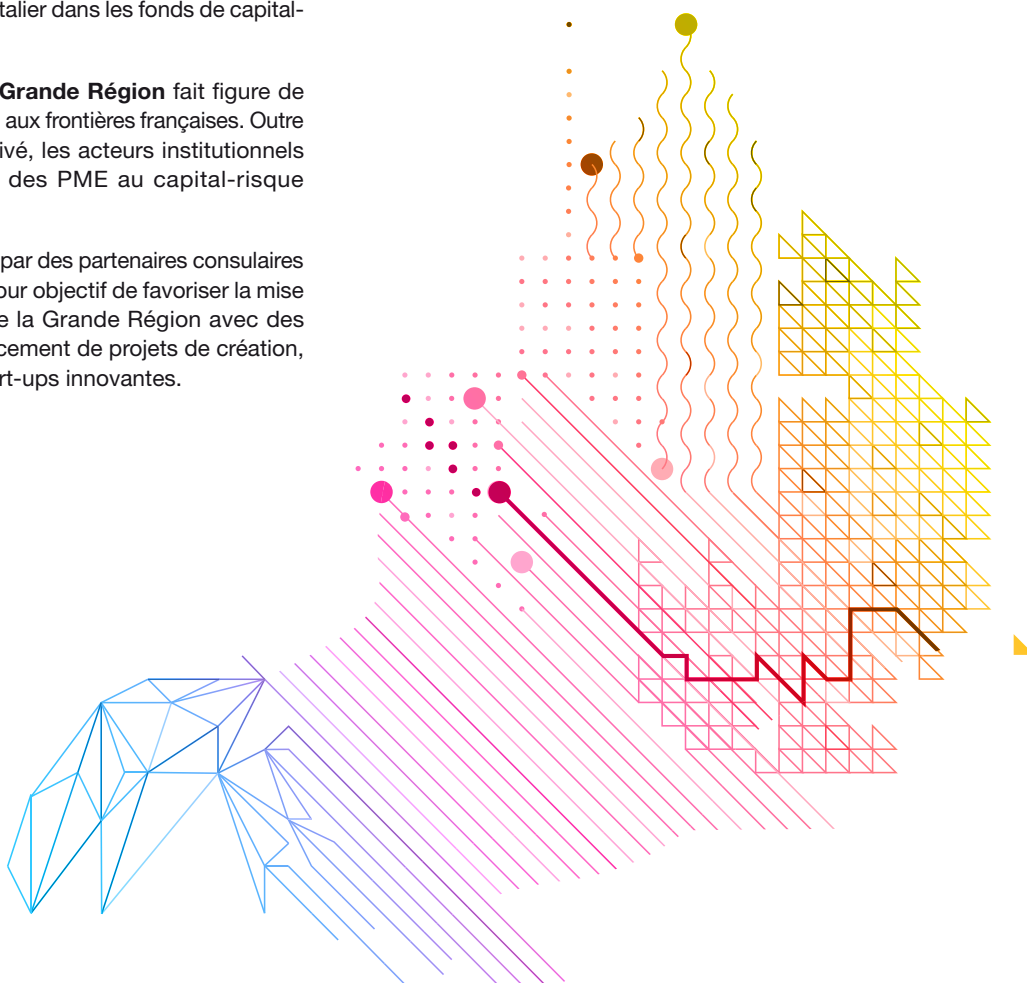 talier dans les fonds de capital-
Grande Région fait figure de
aux frontières françaises. Outre
ivé, les acteurs institutionnels
des PME au capital-risque
par des partenaires consulaires
our objectif de favoriser la mise
e la Grande Région avec des
cement de projets de création,
rt-ups innovantes.